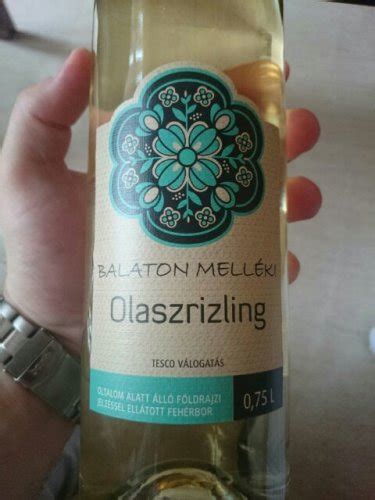 BALATON MELLÉKI
Olaszrizling
TESCO VÁLOGATÁS
OLTALOM ALATT ÁLLÓ FÖLDRAJZI
JELZÉSSEL ELLÁTOTT FEHÉRBOR
0,75 L